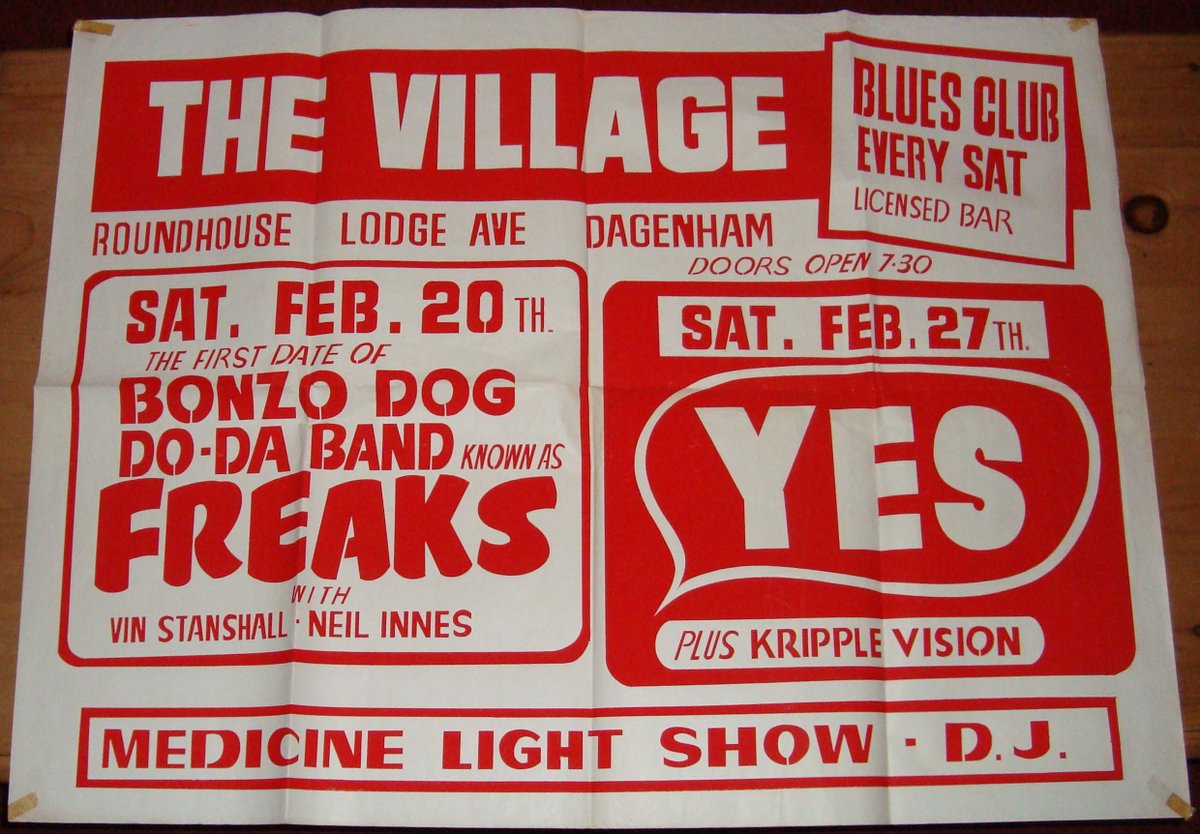 THE VILLAGE
BLUES CLUB
EVERY SAT
LICENSED BAR
ROUNDHOUSE LODGE AVE DAGENHAM
DOORS OPEN 7·30
SAT. FEB. 20TH.
THE FIRST DATE OF
BONZO DOG
DO-DA BAND KNOWN AS
FREAKS
WITH
VIN STANSHALL · NEIL INNES
SAT. FEB. 27TH.
YES
PLUS KRIPPLE VISION
MEDICINE LIGHT SHOW · D.J.